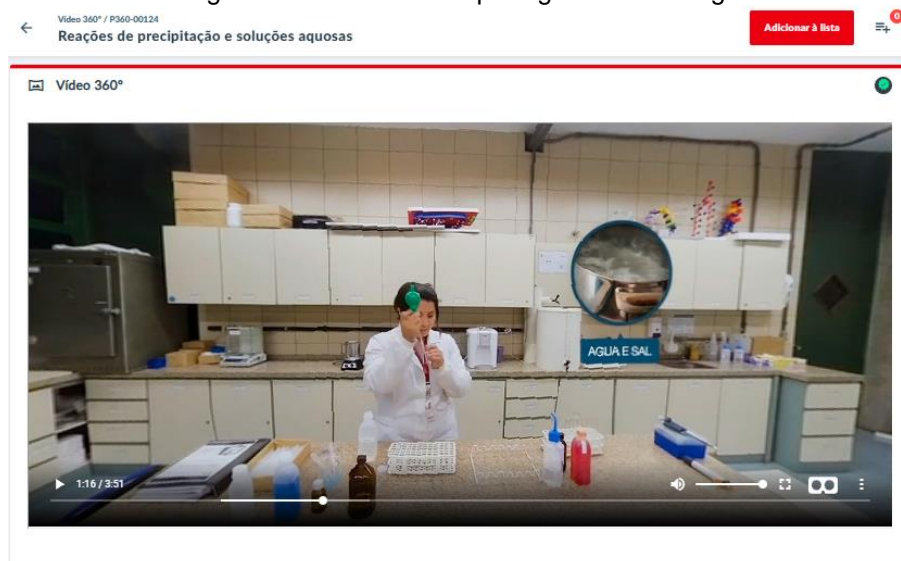 Vídeo 360° / P360-00124
Reações de precipitação e soluções aquosas
Adicionar à lista
0
Vídeo 360°
AGUA E SAL
1:16 / 3:51